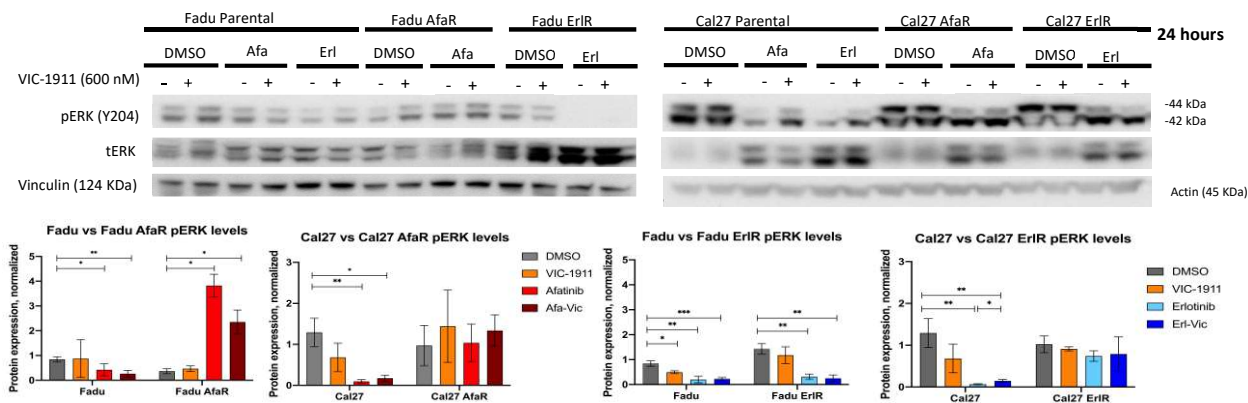 Fadu Parental Fadu AfaR Fadu ErlR Cal27 Parental Cal27 AfaR Cal27 ErlR
24 hours
DMSO Afa Erl DMSO Afa DMSO Erl DMSO Afa Erl DMSO Afa DMSO Erl
VIC-1911 (600 nM) - + - + - + - + - + - + - + - + - + - + - + - + - + - +
pERK (Y204) -44 kDa
-42 kDa
tERK
Vinculin (124 KDa) Actin (45 KDa)
Fadu vs Fadu AfaR pERK levels
Protein expression, normalized
5
4
3
2
1
0
** * * *
Fadu Fadu AfaR
Cal27 vs Cal27 AfaR pERK levels
Protein expression, normalized
3
2
1
0
* **
Cal27 Cal27 AfaR
DMSO
VIC-1911
Afatinib
Afa-Vic
Fadu vs Fadu ErlR pERK levels
Protein expression, normalized
5
4
3
2
1
0
*** ** * ** **
Fadu Fadu ErlR
Cal27 vs Cal27 ErlR pERK levels
Protein expression, normalized
3
2
1
0
** ** *
Cal27 Cal27 ErlR
DMSO
VIC-1911
Erlotinib
Erl-Vic